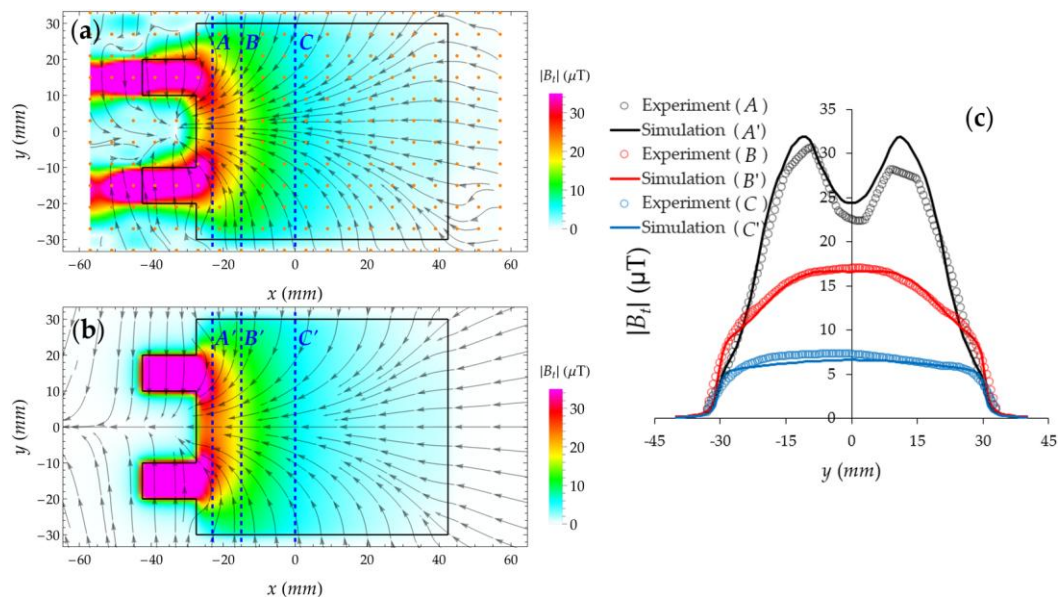 (a)
A B C
30
20
10
0
−10
−20
−30
y (mm)
−60 −40 −20 0 20 40 60
x (mm)
|Bt| (μT)
30
20
10
0
(b)
A' B' C'
30
20
10
0
−10
−20
−30
y (mm)
−60 −40 −20 0 20 40 60
x (mm)
|Bt| (μT)
30
20
10
0
(c)
Experiment (A)
Simulation (A')
Experiment (B)
Simulation (B')
Experiment (C)
Simulation (C')
|Bt| (μT)
35
30
25
20
15
10
5
0
-45 -30 -15 0 15 30 45
y (mm)